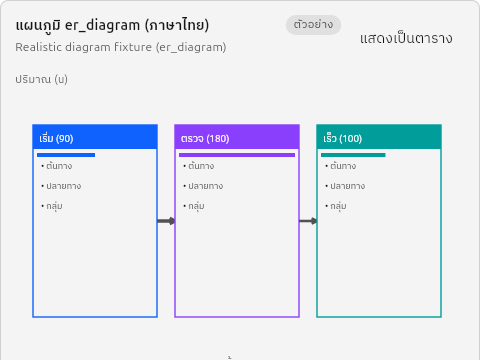 แผนภูมิ er_diagram (ภาษาไทย)
ตัวอย่าง
แสดงเป็นตาราง
Realistic diagram fixture (er_diagram)
ปริมาณ (น)
เริ่ม (90)
• ต้นทาง
• ปลายทาง
• กลุ่ม
ตรวจ (180)
• ต้นทาง
• ปลายทาง
• กลุ่ม
เร็ว (100)
• ต้นทาง
• ปลายทาง
• กลุ่ม